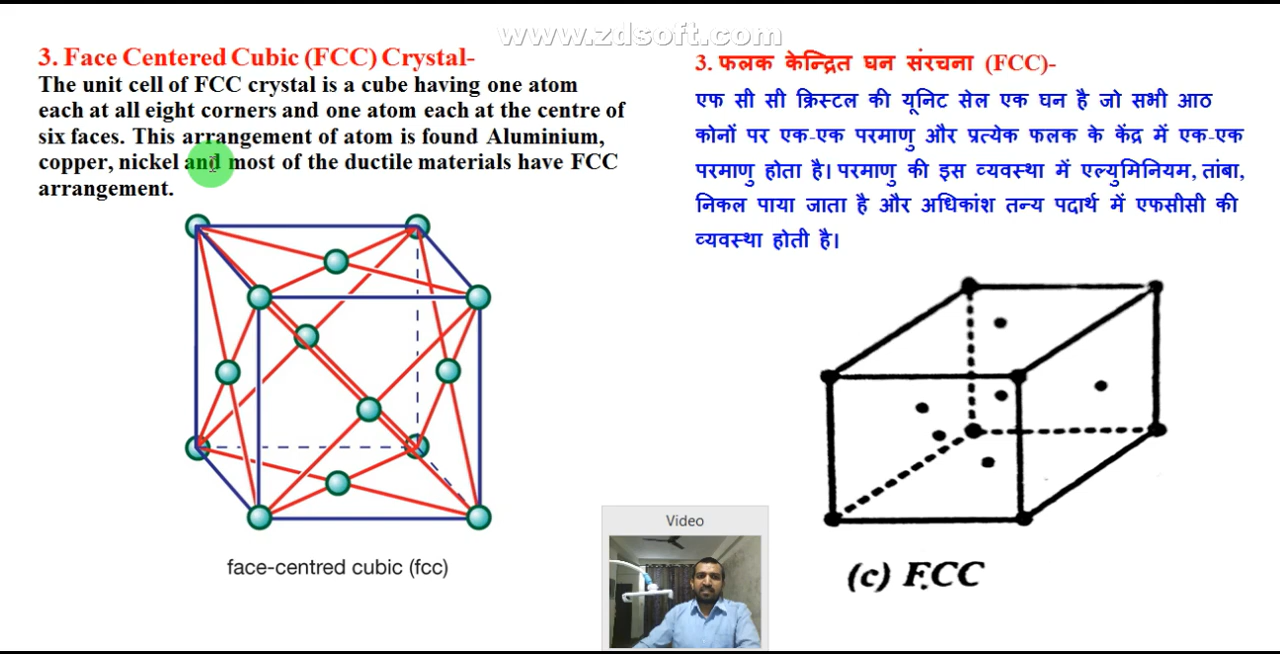 www.zdsoft.com
3. Face Centered Cubic (FCC) Crystal-
The unit cell of FCC crystal is a cube having one atom
each at all eight corners and one atom each at the centre of
six faces. This arrangement of atom is found Aluminium,
copper, nickel and most of the ductile materials have FCC
arrangement.
face-centred cubic (fcc)
3. फलक केन्द्रित घन संरचना (FCC)-
एफ सी सी क्रिस्टल की यूनिट सेल एक घन है जो सभी आठ
कोनों पर एक-एक परमाणु और प्रत्येक फलक के केंद्र में एक-एक
परमाणु होता है। परमाणु की इस व्यवस्था में एल्युमिनियम, तांबा,
निकल पाया जाता है और अधिकांश तन्य पदार्थ में एफसीसी की
व्यवस्था होती है।
(c) FCC
Video